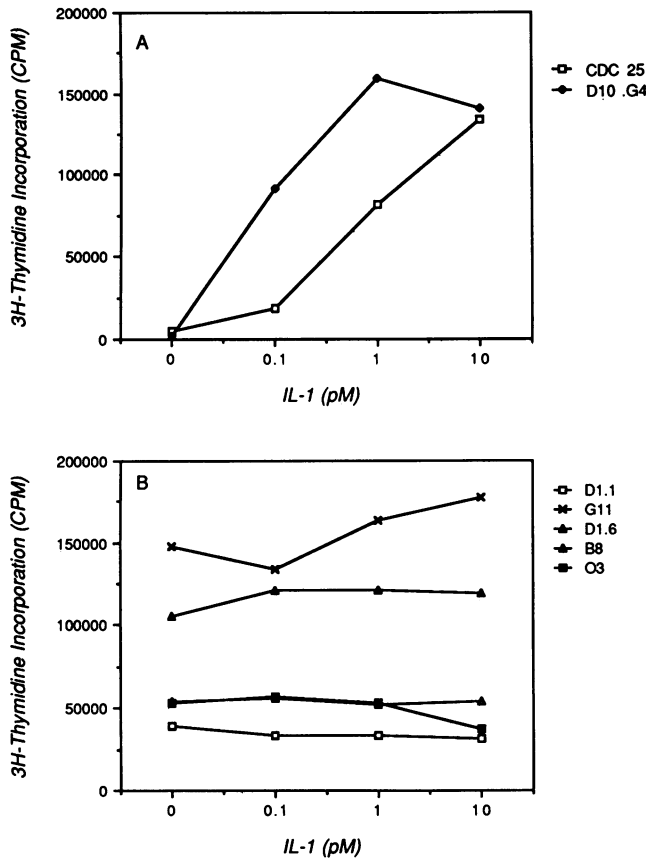 A
3H-Thymidine Incorporation (CPM)
200000
150000
100000
50000
0
0 0.1 1 10
IL-1 (pM)
CDC 25
D10 .G4
B
3H-Thymidine Incorporation (CPM)
200000
150000
100000
50000
0
0 0.1 1 10
IL-1 (pM)
D1.1
G11
D1.6
B8
O3